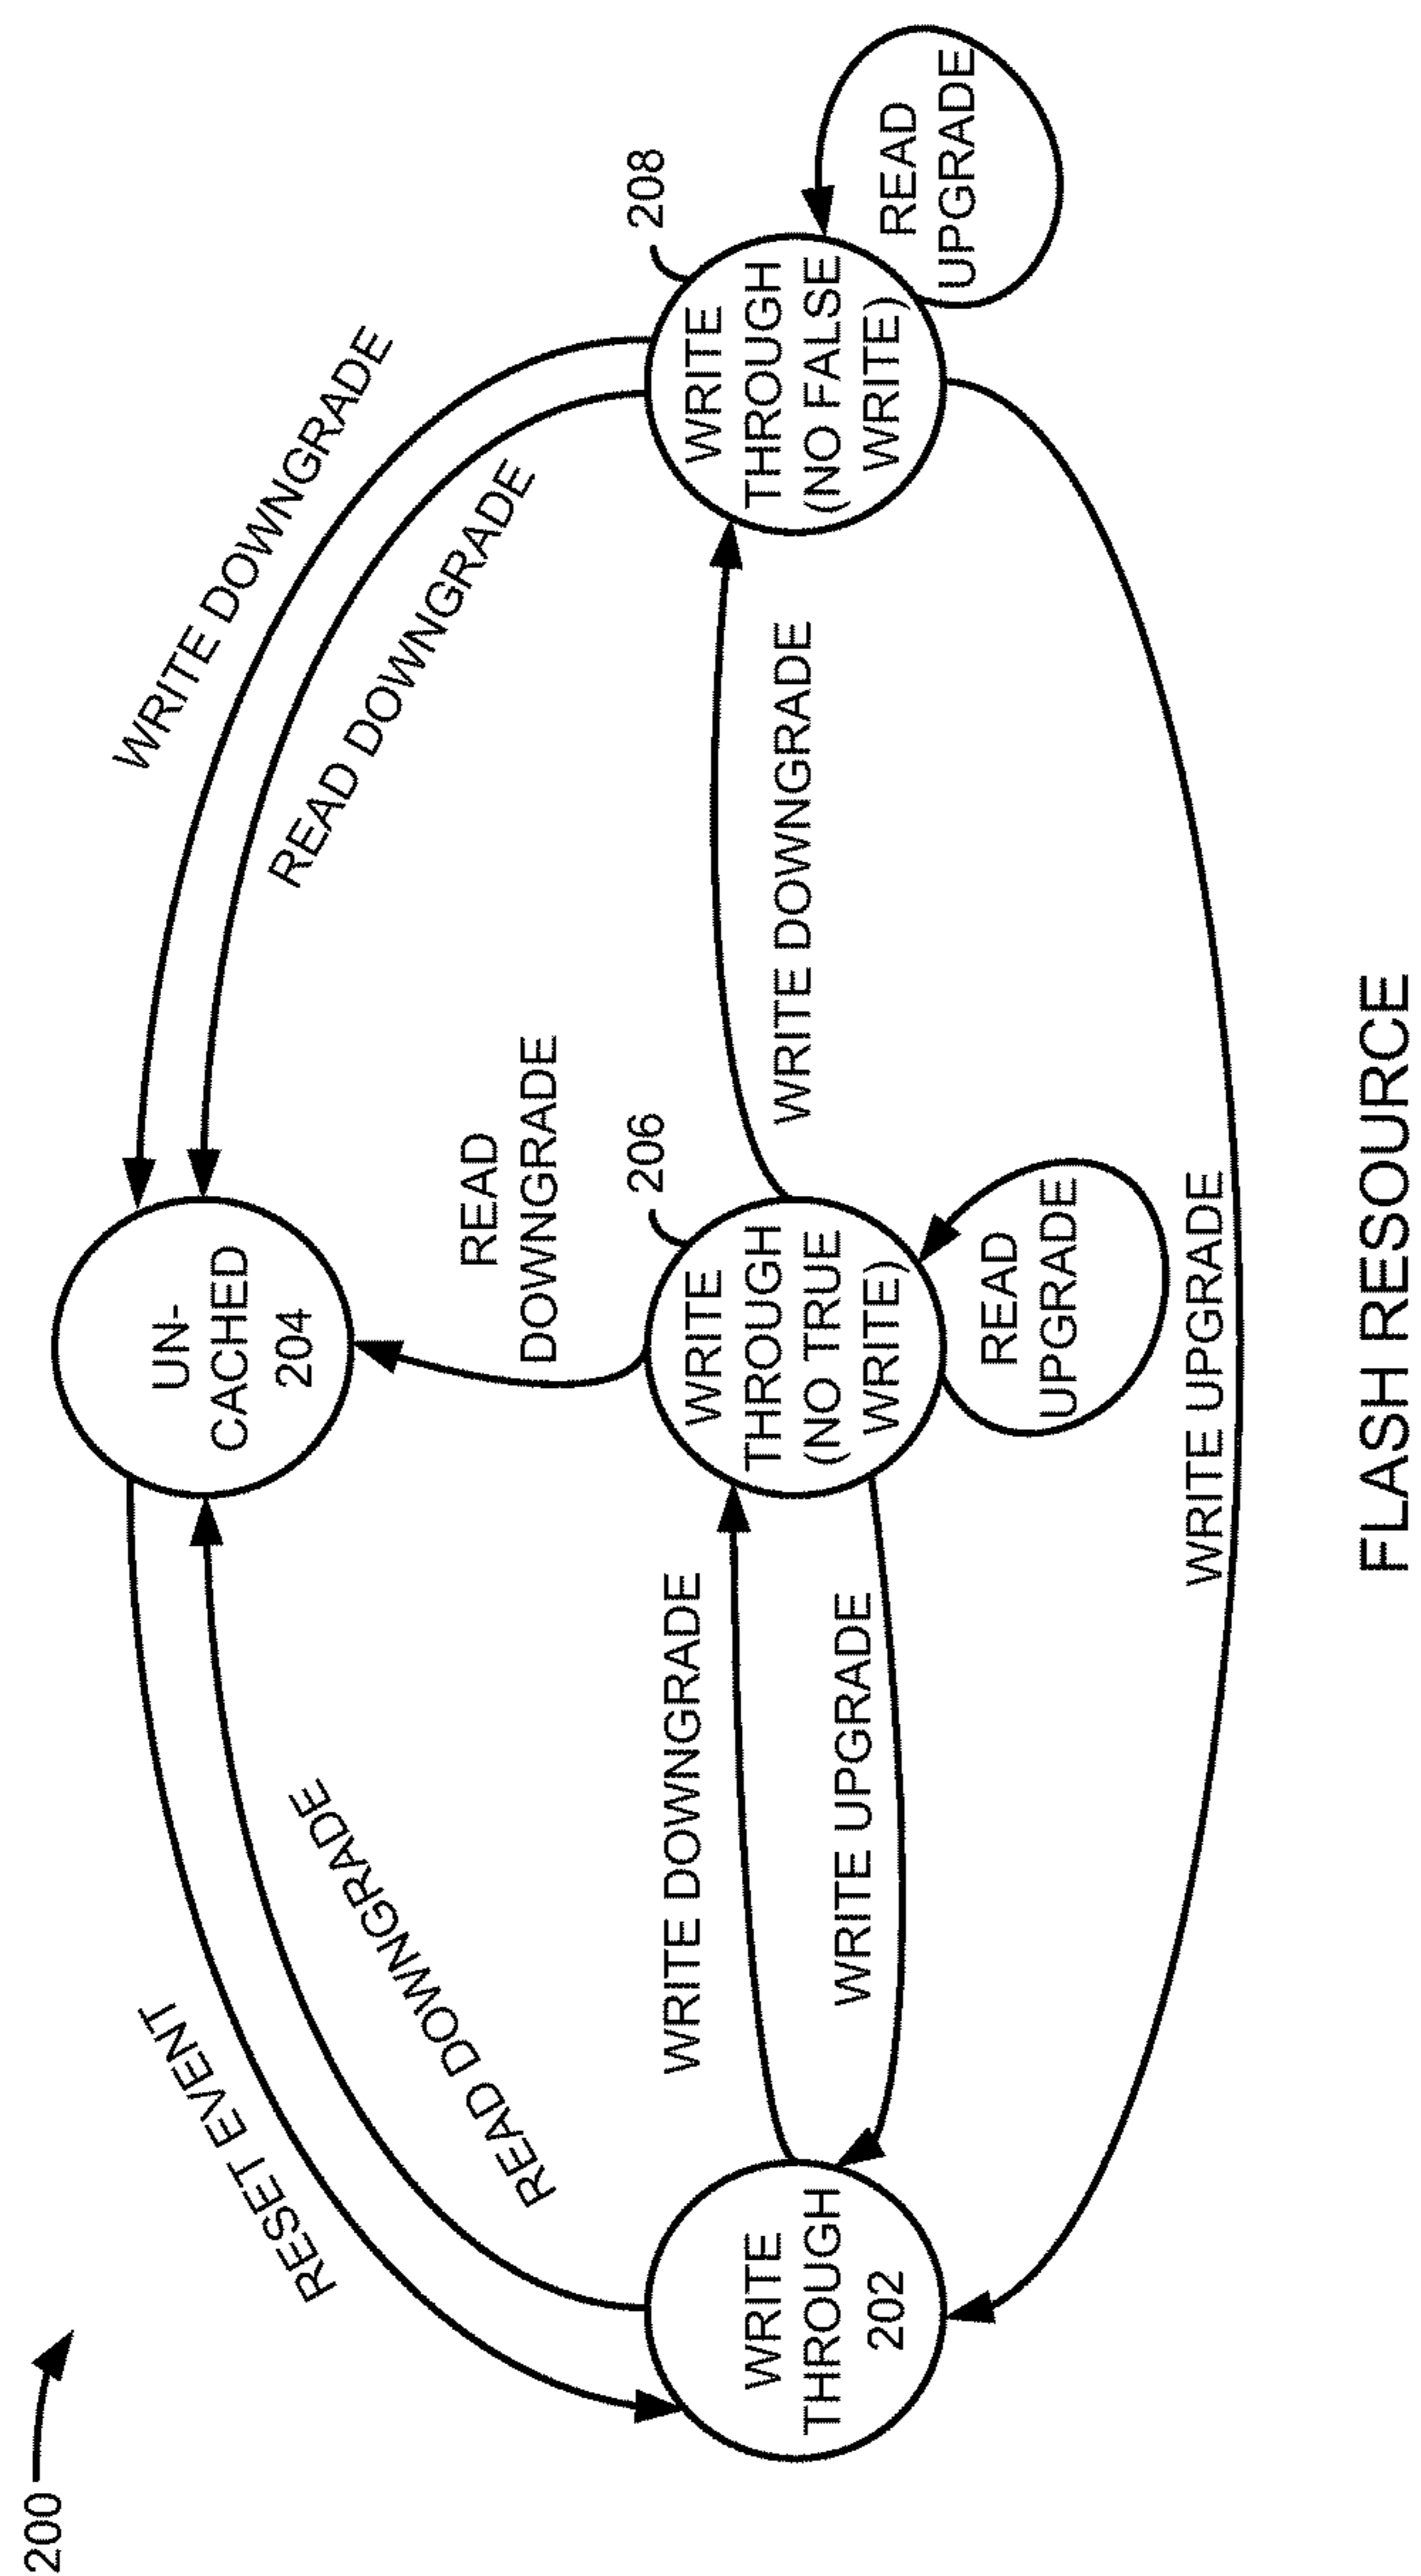 200
RESET EVENT
READ DOWNGRADE
UN-
CACHED
204
WRITE DOWNGRADE
READ DOWNGRADE
READ
DOWNGRADE
WRITE
THROUGH
202
WRITE DOWNGRADE
WRITE UPGRADE
206
WRITE
THROUGH
(NO TRUE
WRITE)
READ
UPGRADE
WRITE DOWNGRADE
208
WRITE
THROUGH
(NO FALSE
WRITE)
READ
UPGRADE
WRITE UPGRADE
FLASH RESOURCE